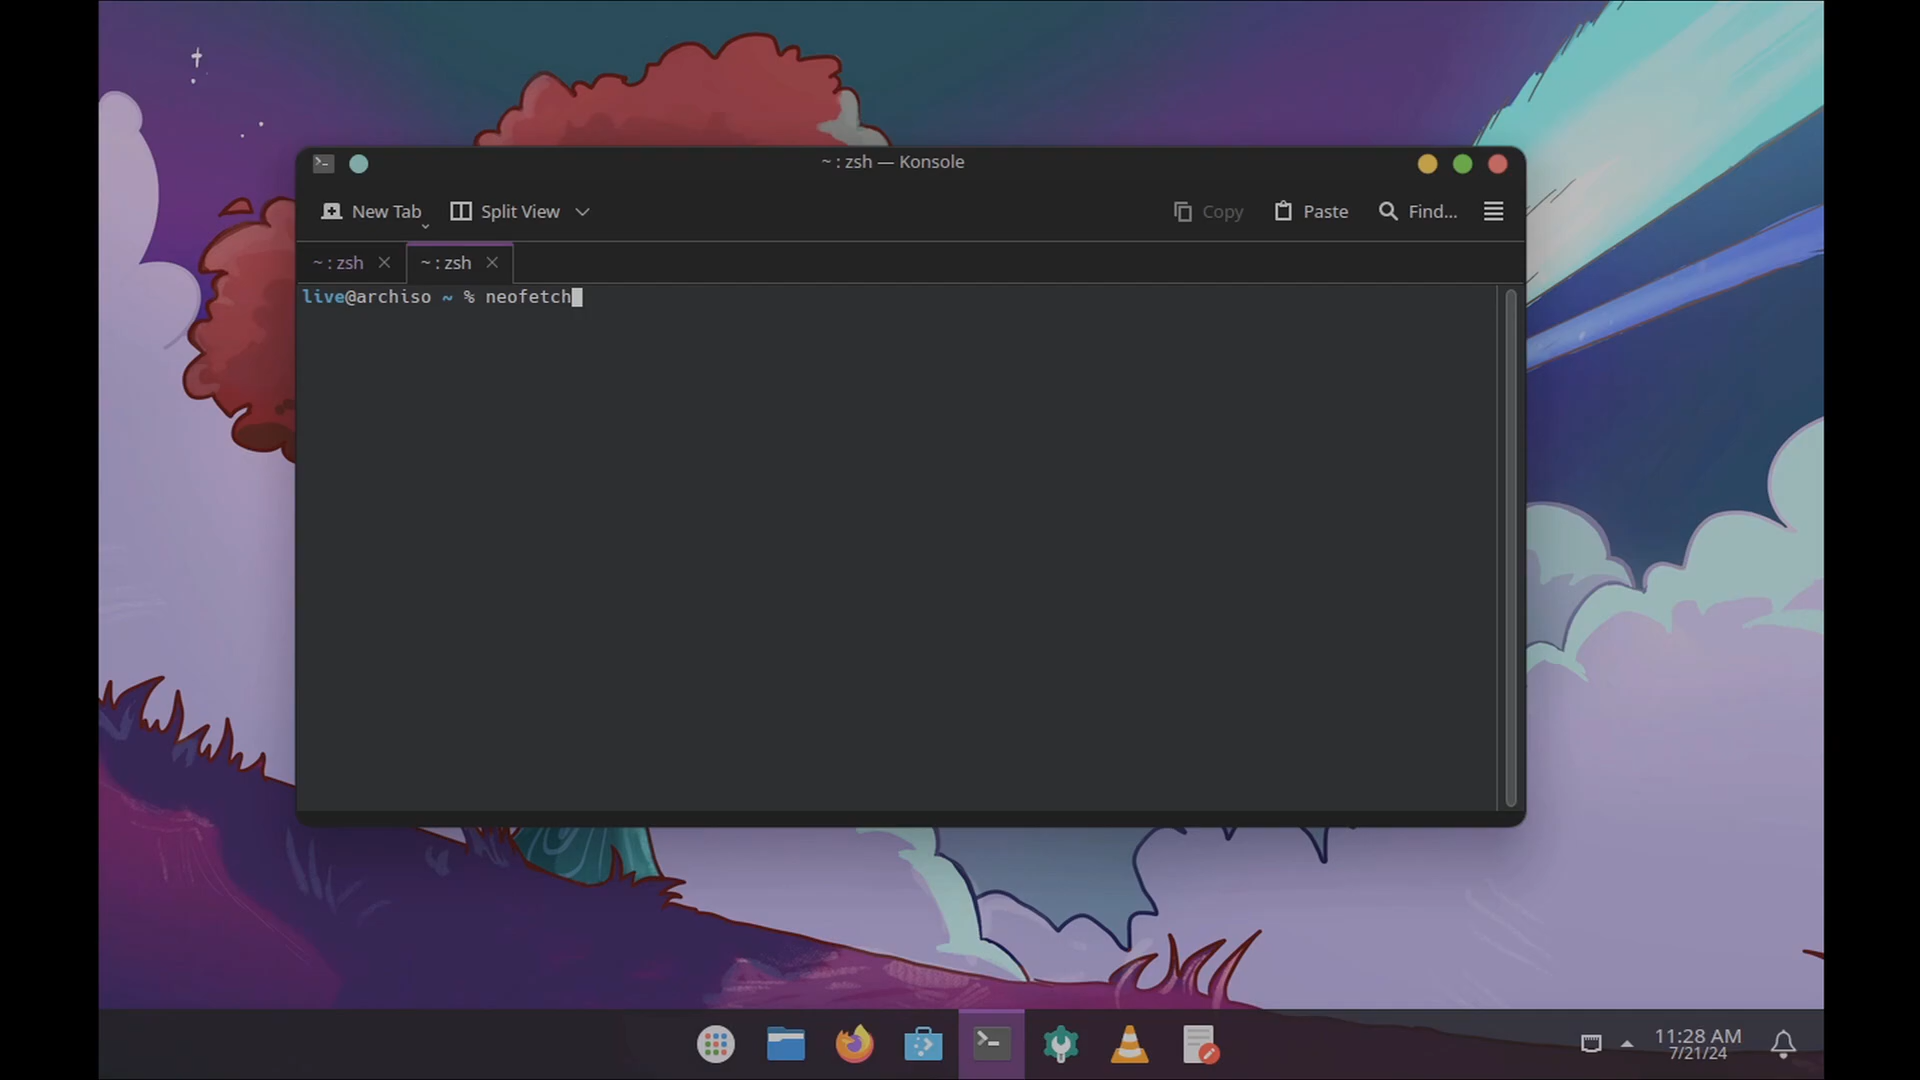 ~ : zsh — Konsole
New Tab Split View Copy Paste Find...
~ : zsh ~ : zsh
live@archiso ~ % neofetch
11:28 AM
7/21/24